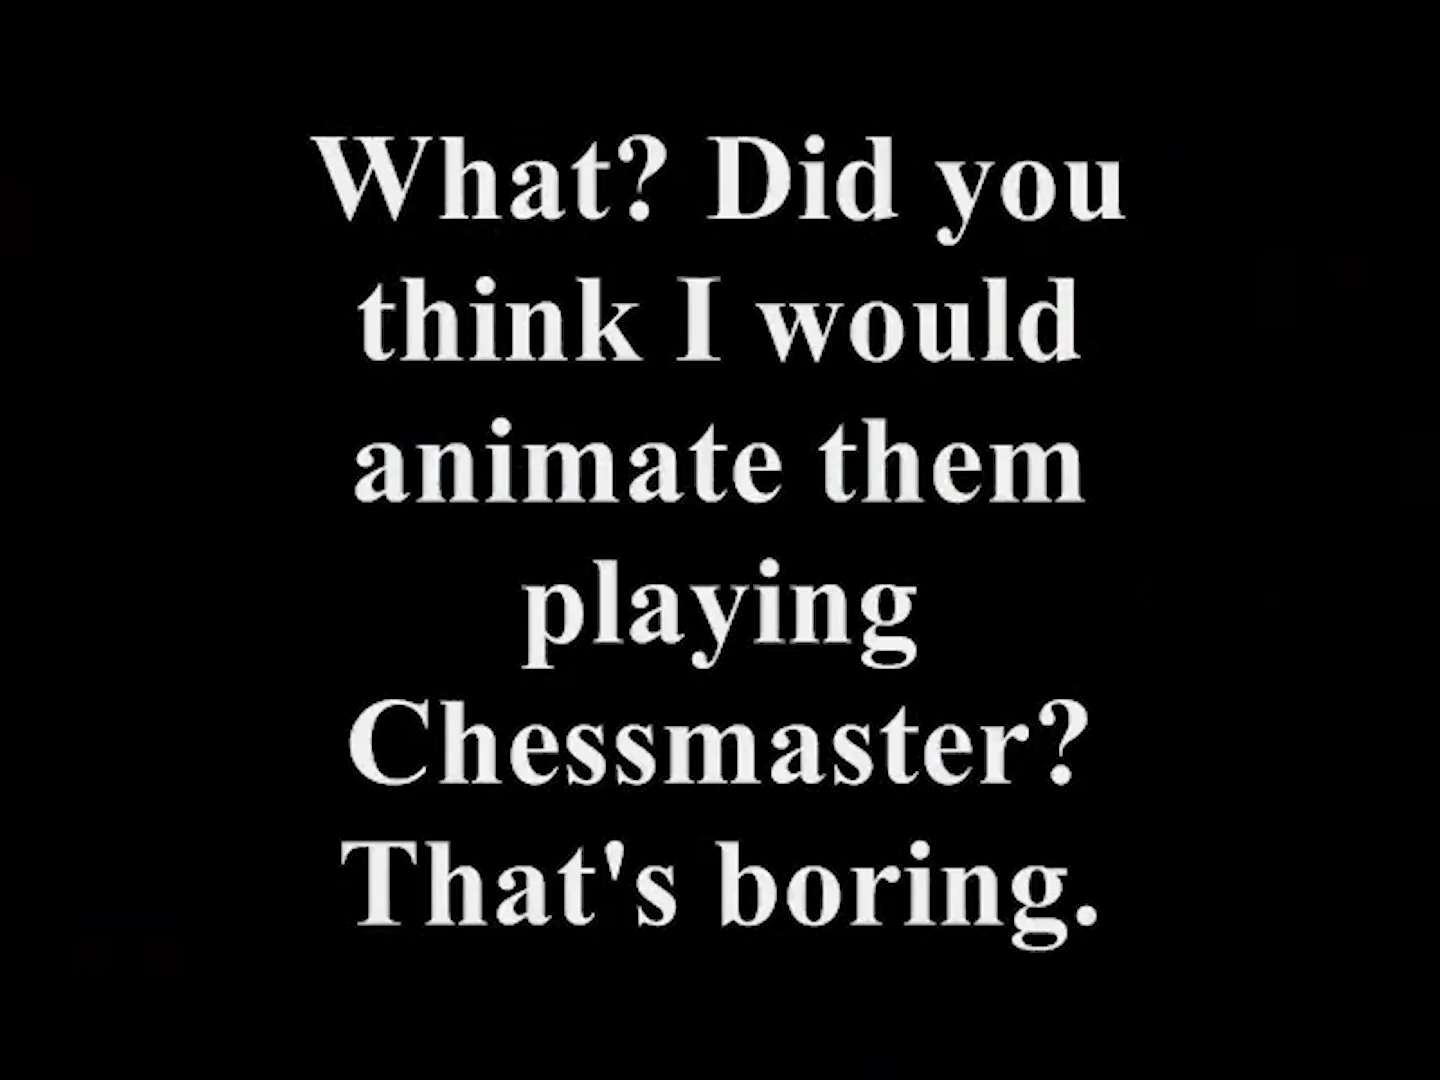 What? Did you
think I would
animate them
playing
Chessmaster?
That's boring.